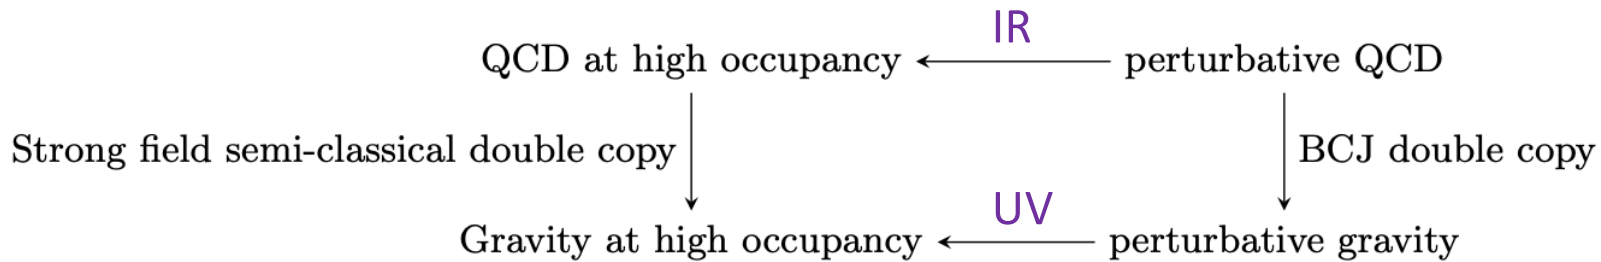 IR
QCD at high occupancy perturbative QCD
Strong field semi-classical double copy BCJ double copy
UV
Gravity at high occupancy perturbative gravity